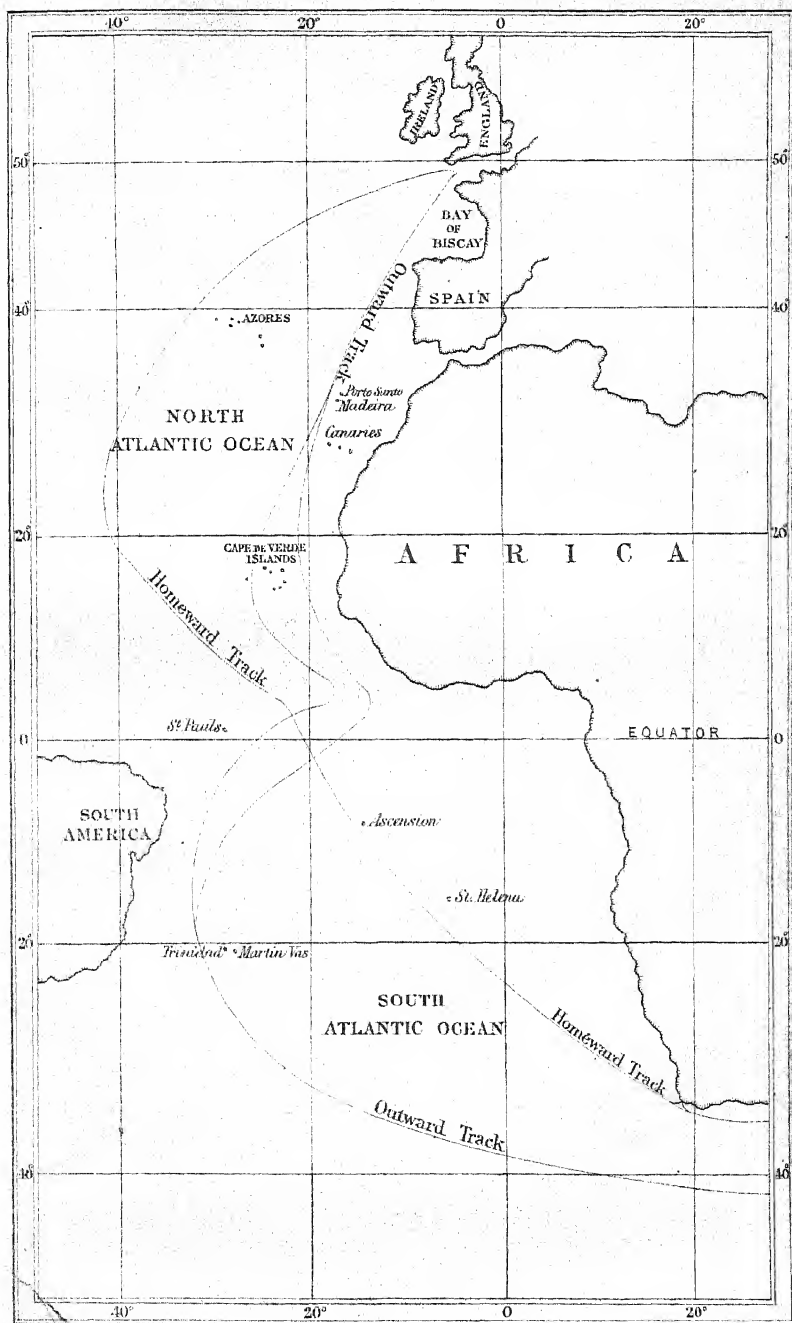 40° 20° 0 20°
IRELAND
ENGLAND
50° 50°
BAY
OF
BISCAY
Outward Track
SPAIN
40° 40°
AZORES
Porto Santo
Madeira
NORTH
ATLANTIC OCEAN
Canaries
20° 20°
CAPE DE VERDE
ISLANDS
AFRICA
Homeward Track
St. Pauls
EQUATOR
0 0
SOUTH
AMERICA
Ascension
St. Helena
20° 20°
Trinidad Martin Vas
SOUTH
ATLANTIC OCEAN
Homeward Track
Outward Track
40° 40°
40° 20° 0 20°